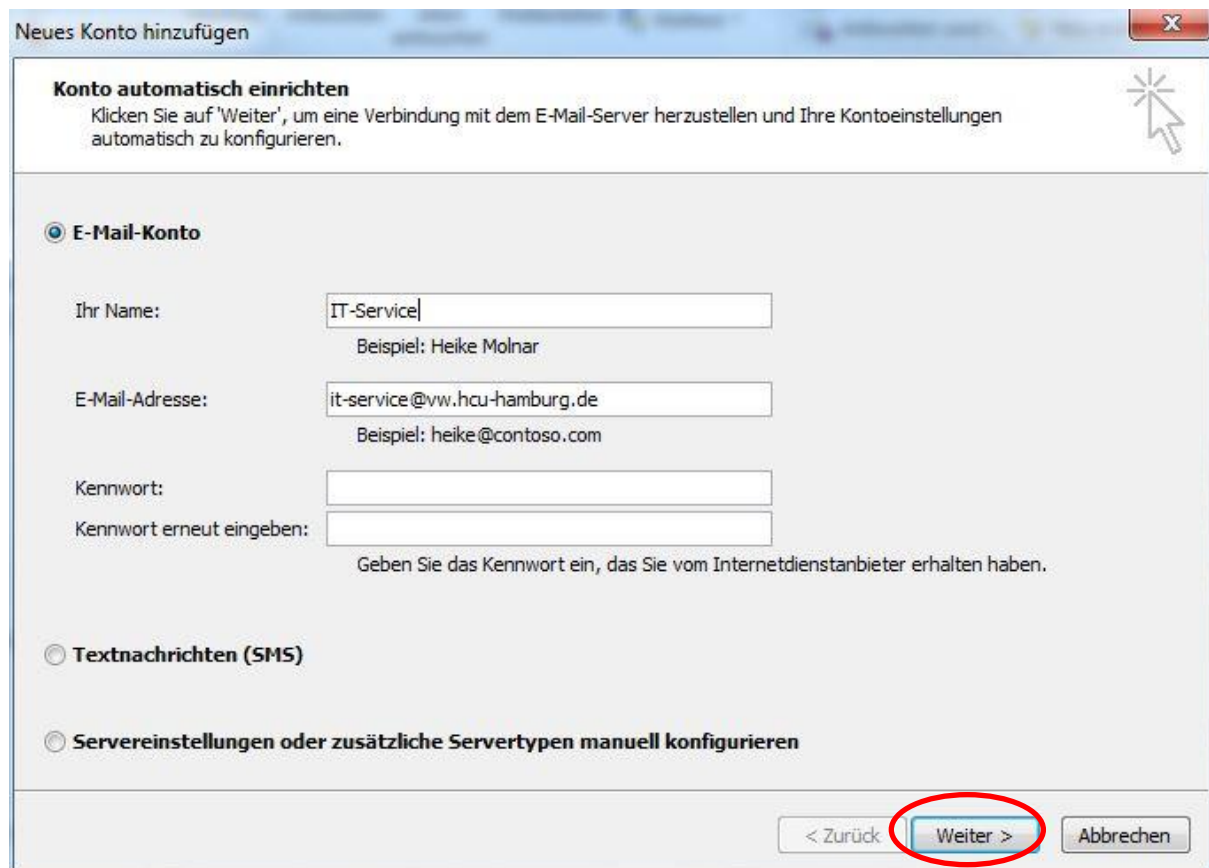 Neues Konto hinzufügen
Konto automatisch einrichten
Klicken Sie auf 'Weiter', um eine Verbindung mit dem E-Mail-Server herzustellen und Ihre Kontoeinstellungen
automatisch zu konfigurieren.
E-Mail-Konto
Ihr Name: IT-Service
Beispiel: Heike Molnar
E-Mail-Adresse: it-service@vw.hcu-hamburg.de
Beispiel: heike@contoso.com
Kennwort:
Kennwort erneut eingeben:
Geben Sie das Kennwort ein, das Sie vom Internetdienstanbieter erhalten haben.
Textnachrichten (SMS)
Servereinstellungen oder zusätzliche Servertypen manuell konfigurieren
< Zurück Weiter > Abbrechen